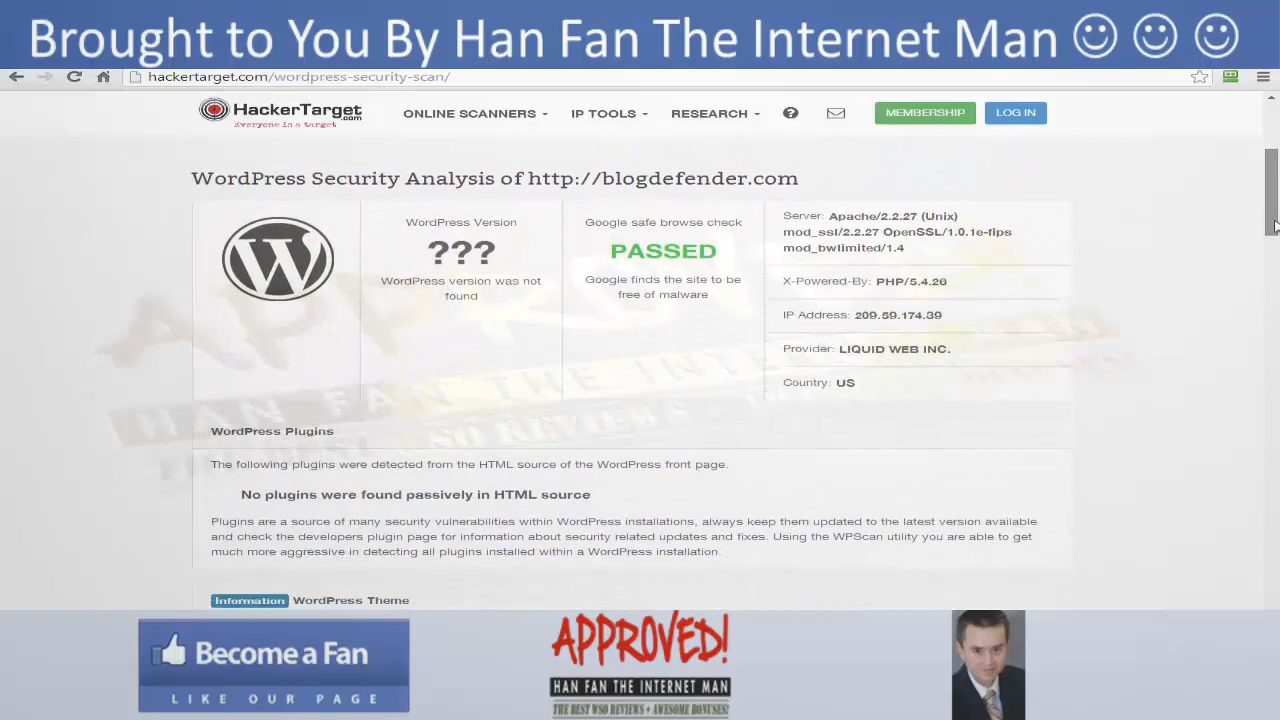 Brought to You By Han Fan The Internet Man
hackertarget.com/wordpress-security-scan/
HackerTarget.com
Everyone is a target.
ONLINE SCANNERS
IP TOOLS
RESEARCH
MEMBERSHIP
LOG IN
WordPress Security Analysis of http://blogdefender.com
WordPress Version
???
WordPress version was not
found
Google safe browse check
PASSED
Google finds the site to be
free of malware
Server: Apache/2.2.27 (Unix)
mod_ssl/2.2.27 OpenSSL/1.0.1e-fips
mod_bwlimited/1.4
X-Powered-By: PHP/5.4.26
IP Address: 209.59.174.39
Provider: LIQUID WEB INC.
Country: US
WordPress Plugins
The following plugins were detected from the HTML source of the WordPress front page.
No plugins were found passively in HTML source
Plugins are a source of many security vulnerabilities within WordPress installations, always keep them updated to the latest version available
and check the developers plugin page for information about security related updates and fixes. Using the WPScan utility you are able to get
much more aggressive in detecting all plugins installed within a WordPress installation.
Information WordPress Theme
Become a Fan
LIKE OUR PAGE
APPROVED!
HAN FAN THE INTERNET MAN
THE BEST WSO REVIEWS + AWESOME BONUSES!